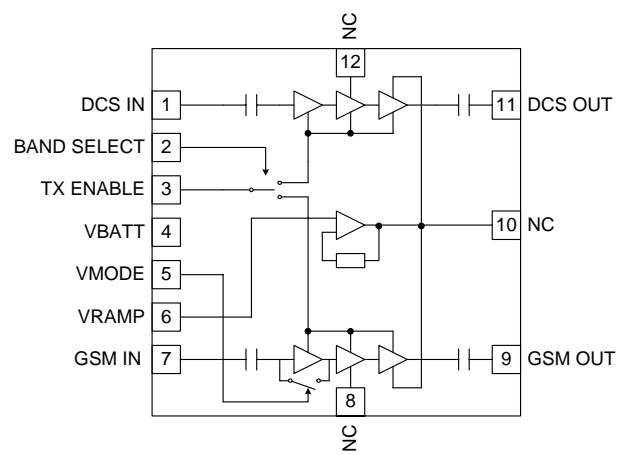 NC
12
DCS IN 1
11 DCS OUT
BAND SELECT 2
TX ENABLE 3
VBATT 4
10 NC
VMODE 5
VRAMP 6
GSM IN 7
9 GSM OUT
8
NC